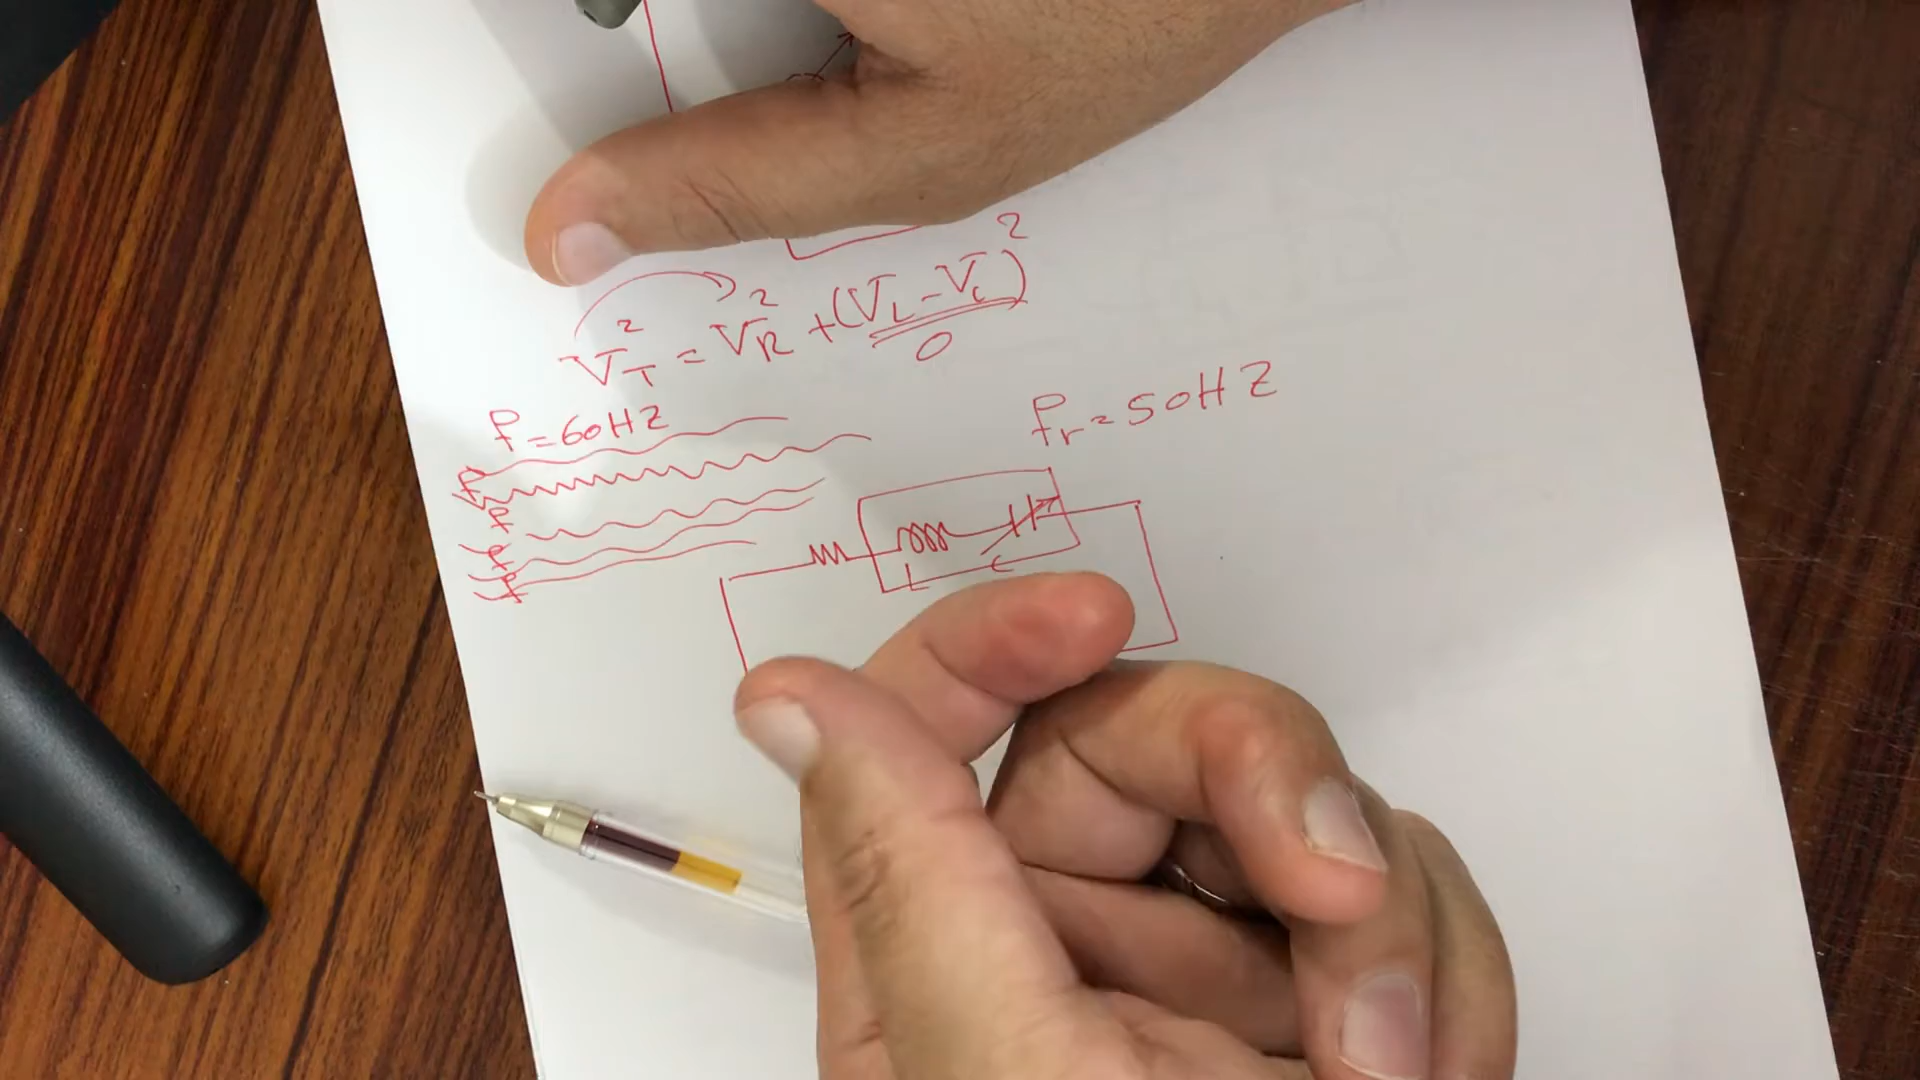 V_T² = V_R² + (V_L - V_C)²
0
f = 60HZ
f_r = 50HZ
f
f
f
f
L C